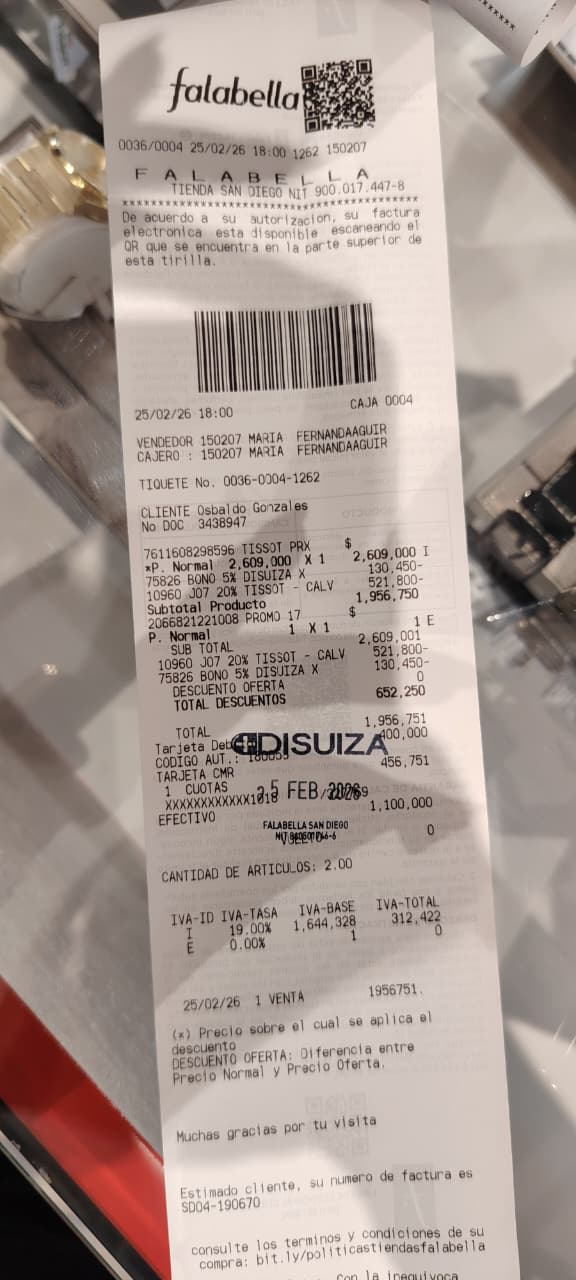 falabella
0036/0004 25/02/26 18:00 1262 150207
F A L A B E L L A
TIENDA SAN DIEGO NIT 900.017.447-8
****************************************
De acuerdo a su autorizacion, su factura
electronica esta disponible escaneando el
QR que se encuentra en la parte superior de
esta tirilla.
25/02/26 18:00 CAJA 0004
VENDEDOR 150207 MARIA FERNANDAAGUIR
CAJERO : 150207 MARIA FERNANDAAGUIR
TIQUETE No. 0036-0004-1262
CLIENTE Osbaldo Gonzales
No DOC 3438947
7611608298596 TISSOT PRX $
*P. Normal 2,609,000 X 1 2,609,000 I
75826 BONO 5% DISUIZA X 130,450-
10960 J07 20% TISSOT - CALV 521,800-
Subtotal Producto 1,956,750
2066821221008 PROMO 17 $
P. Normal 1 X 1 1 E
SUB TOTAL 2,609,001
10960 J07 20% TISSOT - CALV 521,800-
75826 BONO 5% DISUIZA X 130,450-
DESCUENTO OFERTA 0
TOTAL DESCUENTOS 652,250
TOTAL 1,956,751
Tarjeta 400,000
DISUIZA
CODIGO AUT.:
TARJETA CMR 456,751
1 CUOTAS
25 FEB 2026
XXXXXXXXXXXX1018
EFECTIVO 1,100,000
FALABELLA SAN DIEGO
VUELTO 0
CANTIDAD DE ARTICULOS: 2.00
IVA-ID IVA-TASA IVA-BASE IVA-TOTAL
I 19.00% 1,644,328 312,422
E 0.00% 1 0
25/02/26 1 VENTA 1956751.
(*) Precio sobre el cual se aplica el
descuento
DESCUENTO OFERTA: Diferencia entre
Precio Normal y Precio Oferta.
Muchas gracias por tu visita
Estimado cliente, su numero de factura es
SD04-190670
consulte los terminos y condiciones de su
compra: bit.ly/politicastiendasfalabella
Con la inequivoca